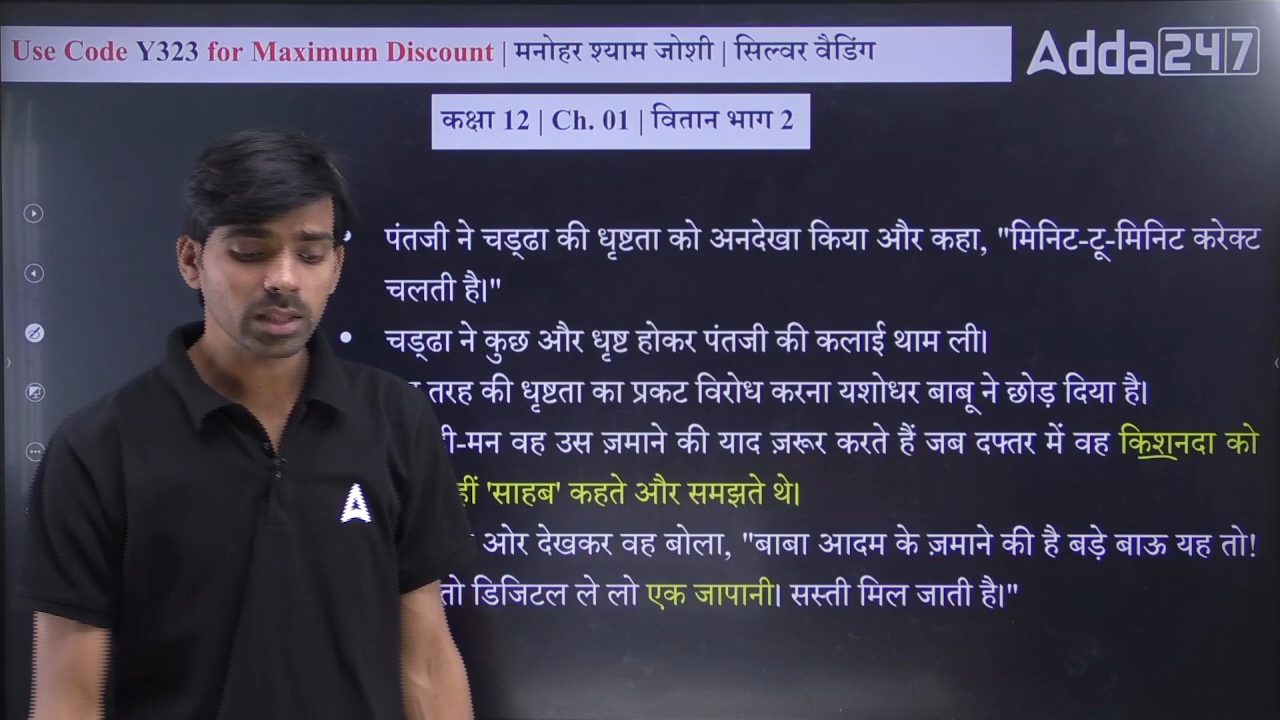 Use Code Y323 for Maximum Discount | मनोहर श्याम जोशी | सिल्वर वैडिंग
Adda247
कक्षा 12 | Ch. 01 | वितान भाग 2
पंतजी ने चड्ढा की धृष्टता को अनदेखा किया और कहा, "मिनिट-टू-मिनिट करेक्ट
चलती है।"
चड्ढा ने कुछ और धृष्ट होकर पंतजी की कलाई थाम ली।
तरह की धृष्टता का प्रकट विरोध करना यशोधर बाबू ने छोड़ दिया है।
वह उस ज़माने की याद ज़रूर करते हैं जब दफ्तर में वह किशनदा को
'साहब' कहते और समझते थे।
ओर देखकर वह बोला, "बाबा आदम के ज़माने की है बड़े बाऊ यह तो!
तो डिजिटल ले लो एक जापानी। सस्ती मिल जाती है।"